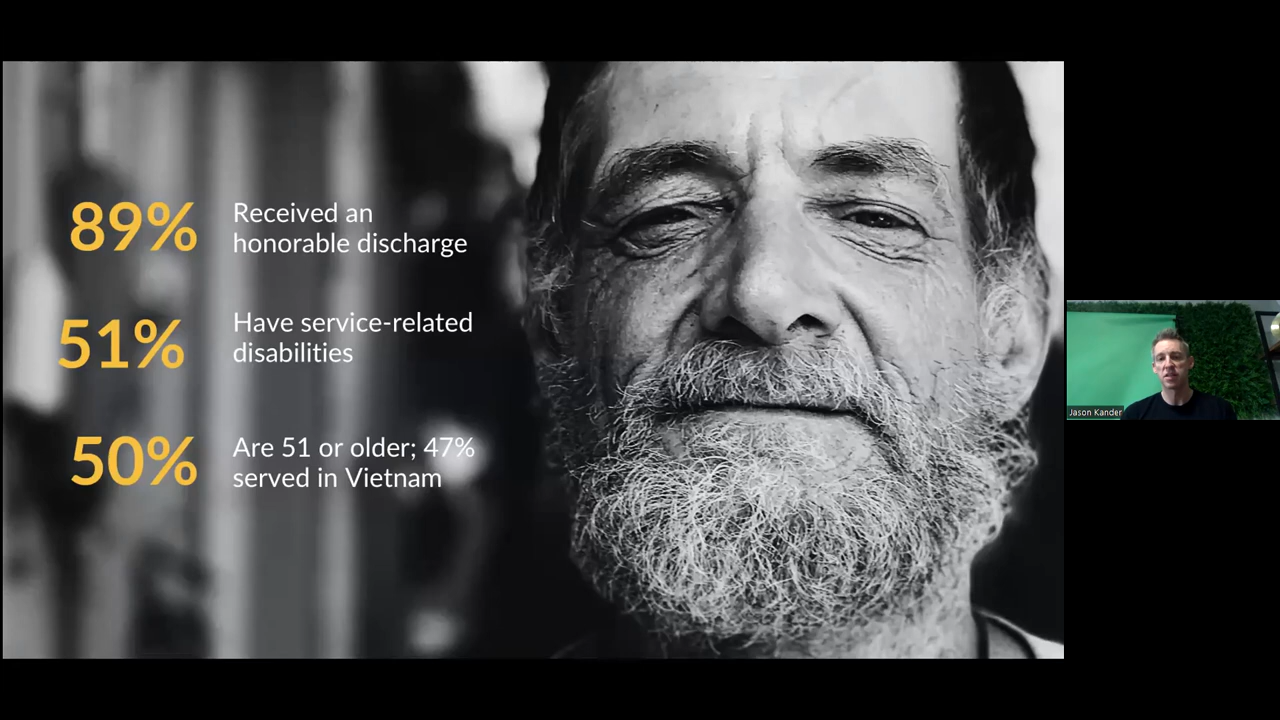 89%
Received an
honorable discharge
51%
Have service-related
disabilities
50%
Are 51 or older; 47%
served in Vietnam
Jason Kander